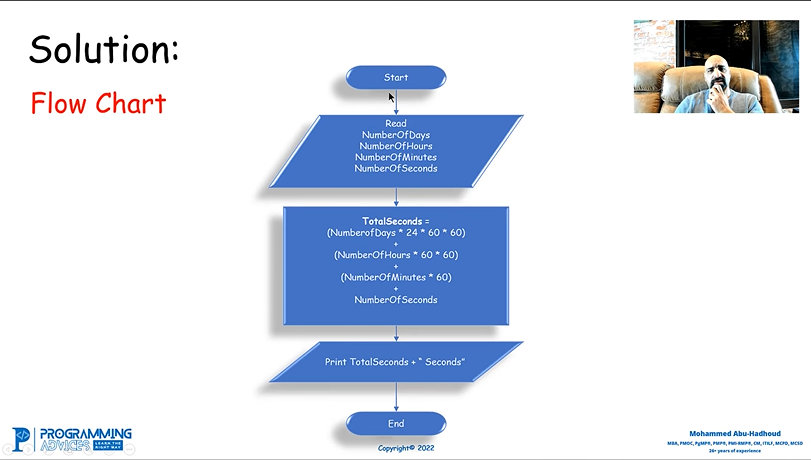 Solution:
Flow Chart
Start
Read
NumberOfDays
NumberOfHours
NumberOfMinutes
NumberOfSeconds
TotalSeconds =
(NumberofDays * 24 * 60 * 60)
+
(NumberOfHours * 60 * 60)
+
(NumberOfMinutes * 60)
+
NumberOfSeconds
Print TotalSeconds + “ Seconds”
End
PROGRAMMING
ADVICES
LEARN THE
RIGHT WAY
Copyright© 2022
Mohammed Abu-Hadhoud
MBA, PMOC, PgMP®, PMP®, PMI-RMP®, CM, ITILF, MCPD, MCSD
26+ years of experience